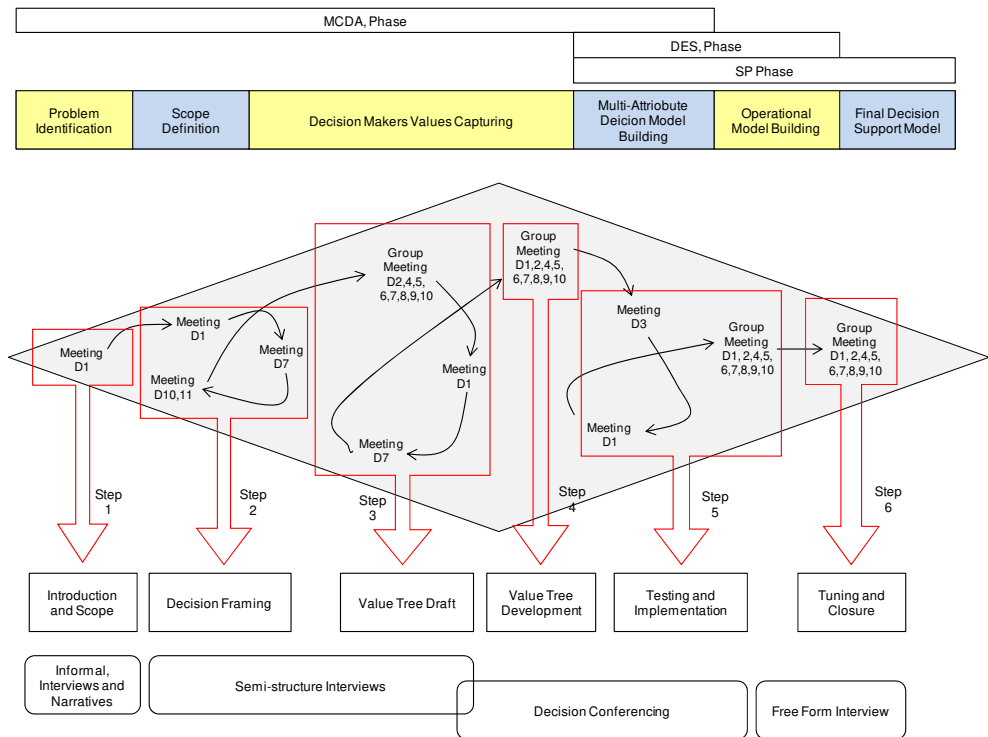 MCDA, Phase
DES, Phase
SP Phase
Problem
Identification
Scope
Definition
Decision Makers Values Capturing
Multi-Attriobute
Deicion Model
Building
Operational
Model Building
Final Decision
Support Model
Meeting
D1
Meeting
D1
Meeting
D7
Meeting
D10,11
Group
Meeting
D2,4,5,
6,7,8,9,10
Meeting
D1
Meeting
D7
Group
Meeting
D1,2,4,5,
6,7,8,9,10
Meeting
D3
Meeting
D1
Group
Meeting
D1,2,4,5,
6,7,8,9,10
Group
Meeting
D1,2,4,5,
6,7,8,9,10
Step
1
Step
2
Step
3
Step
4
Step
5
Step
6
Introduction
and Scope
Decision Framing
Value Tree Draft
Value Tree
Development
Testing and
Implementation
Tuning and
Closure
Informal,
Interviews and
Narratives
Semi-structure Interviews
Decision Conferencing
Free Form Interview